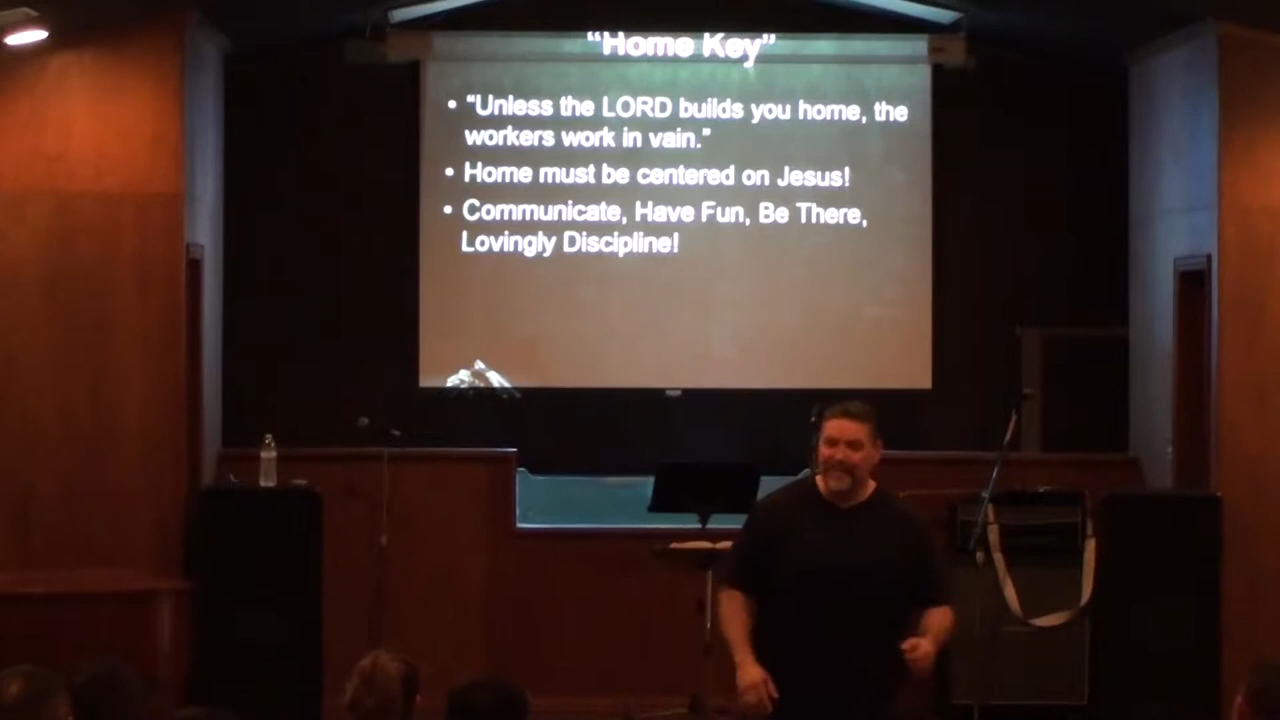 “Home Key”
• “Unless the LORD builds you home, the
workers work in vain.”
• Home must be centered on Jesus!
• Communicate, Have Fun, Be There,
Lovingly Discipline!